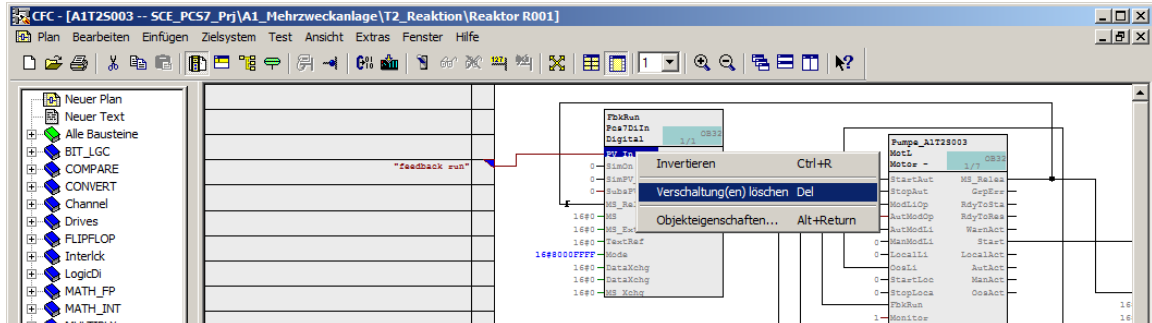 CFC - [A1T2S003 -- SCE_PCS7_Prj\A1_Mehrzweckanlage\T2_Reaktion\Reaktor R001]
Plan Bearbeiten Einfügen Zielsystem Test Ansicht Extras Fenster Hilfe
1
Neuer Plan
Neuer Text
Alle Bausteine
BIT_LGC
COMPARE
CONVERT
Channel
Drives
FLIPFLOP
Interlck
LogicDi
MATH_FP
MATH_INT
"feedback run"
FbkRun
Pcs7DiIn
Digital
OB32
1/1
PV_In
0 SimOn
0 SimPV_
0 SubsPV
MS_Rel
16#0 MS
16#0 MS_Ext
16#0 TextRef
16#8000FFFF Mode
16#0 DataXchg
16#0 DataXchg
16#0 MS_Xchg
Invertieren Ctrl+R
Verschaltung(en) löschen Del
Objekteigenschaften... Alt+Return
Pumpe_A1T2S003
MotL
Motor -
OB32
1/7
StartAut MS_Relea
StopAut GrpErr
ModLiOp RdyToSta
AutModOp RdyToRes
AutModLi WarnAct
0 ManModLi Start
0 LocalLi LocalAct
OosLi AutAct
0 StartLoc ManAct
0 StopLoca OosAct
FbkRun
1 Monitor
16
16